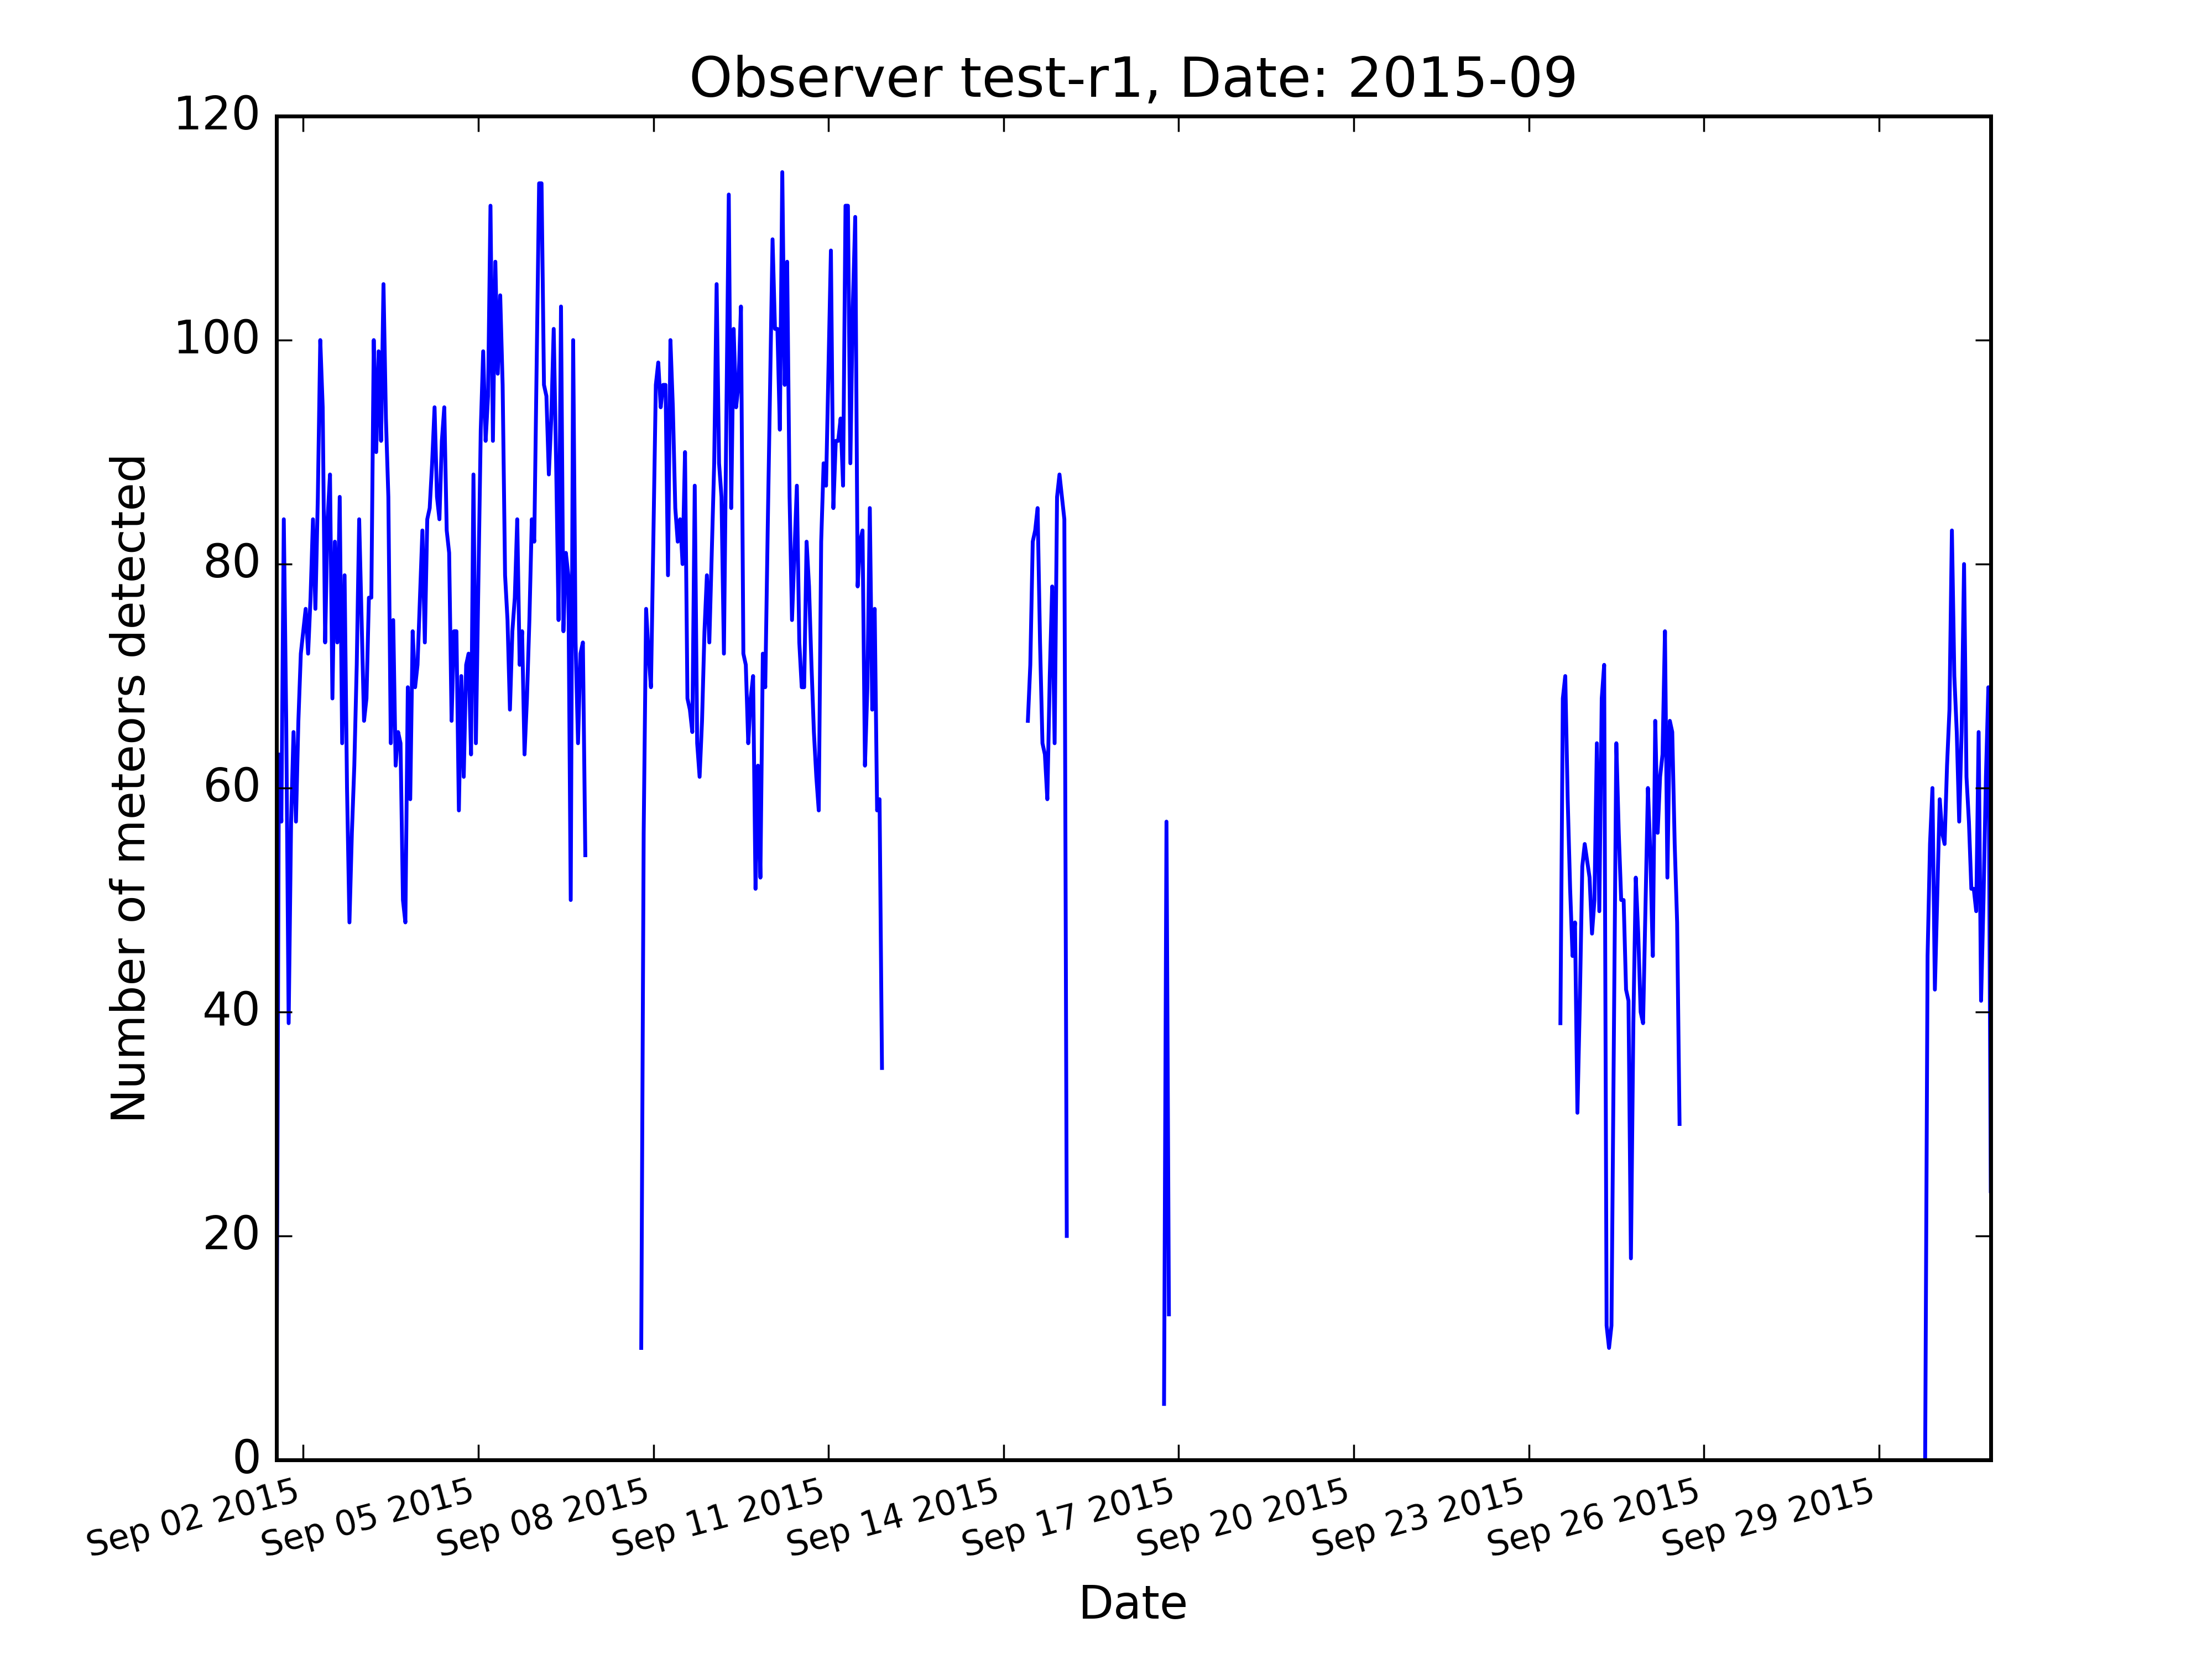 Observer test-r1, Date: 2015-09
120
100
80
60
40
20
0
Number of meteors detected
Sep 02 2015
Sep 05 2015
Sep 08 2015
Sep 11 2015
Sep 14 2015
Sep 17 2015
Sep 20 2015
Sep 23 2015
Sep 26 2015
Sep 29 2015
Date